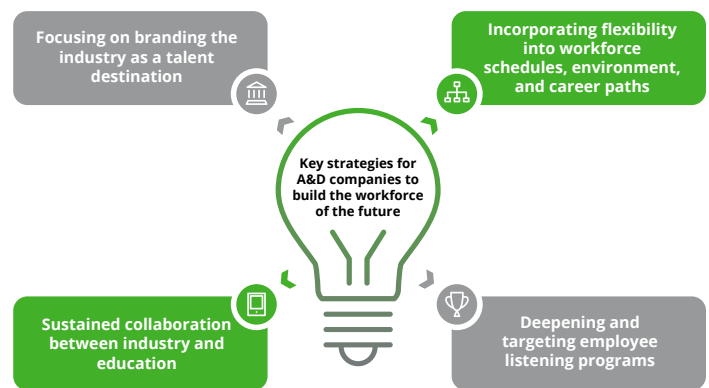 Focusing on branding the
industry as a talent
destination
Incorporating flexibility
into workforce
schedules, environment,
and career paths
Key strategies for
A&D companies to
build the workforce
of the future
Sustained collaboration
between industry and
education
Deepening and
targeting employee
listening programs